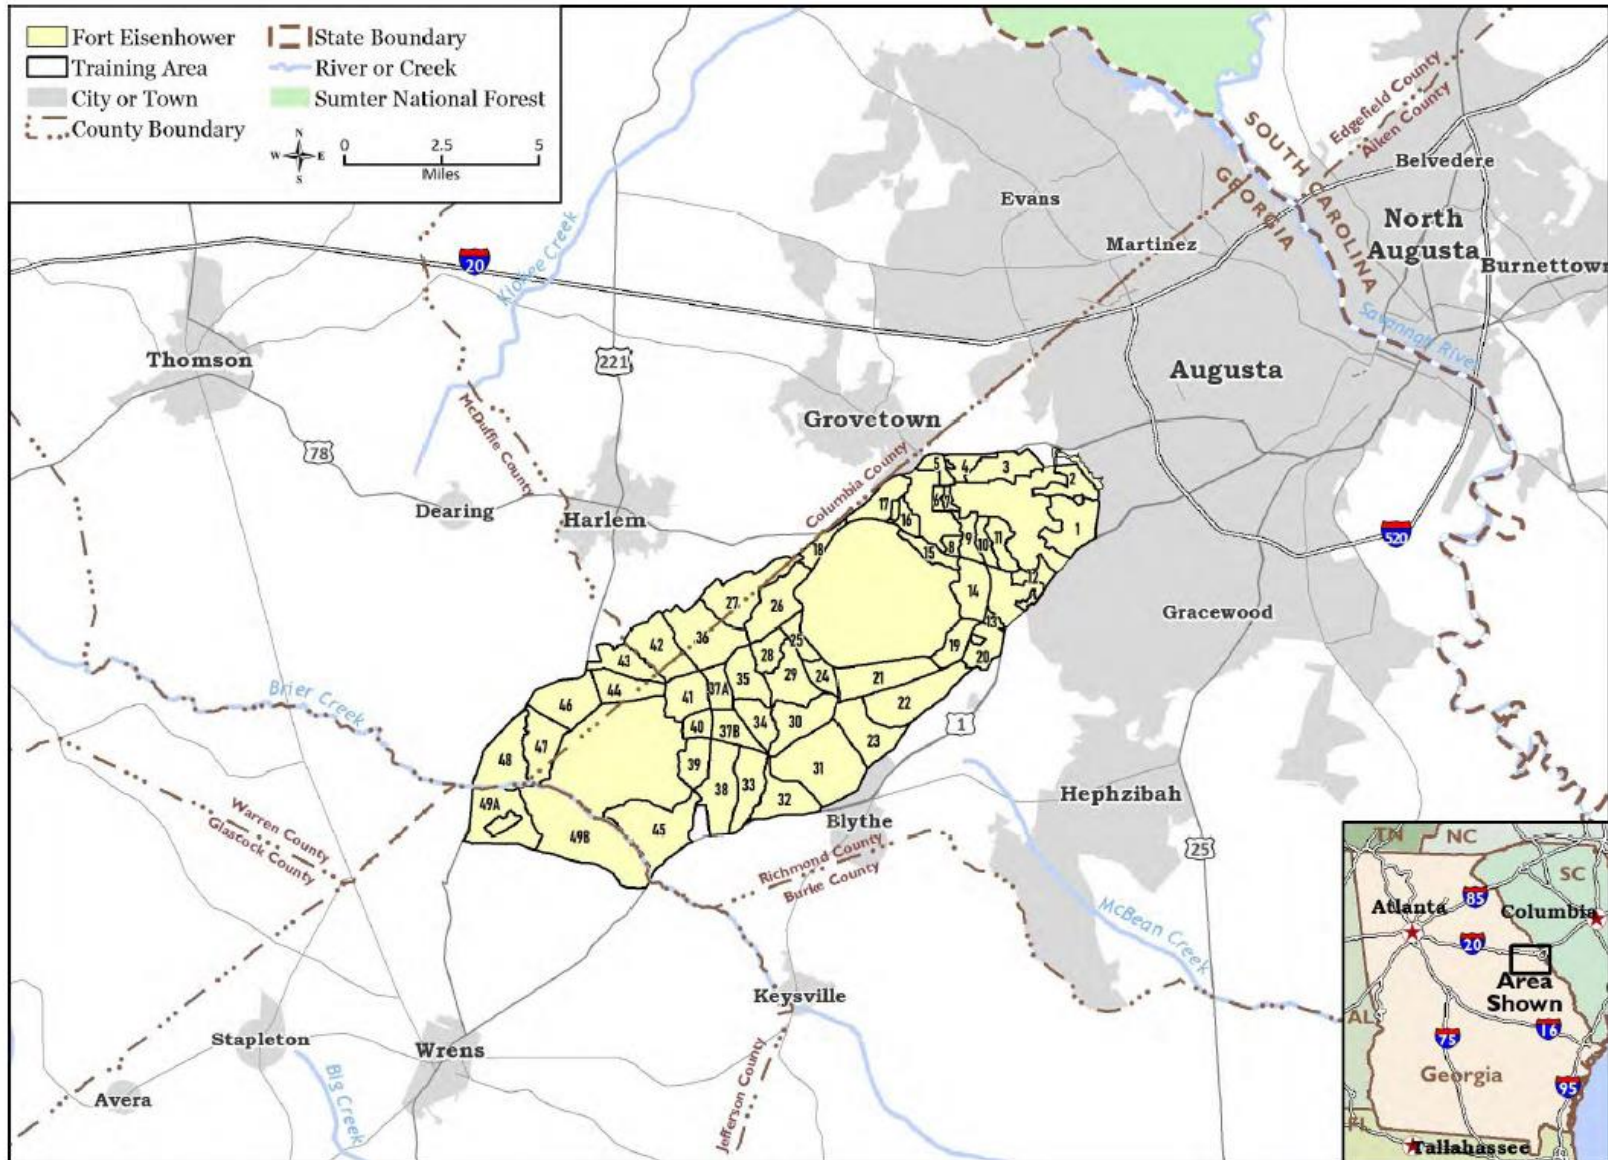 Fort Eisenhower
Training Area
City or Town
County Boundary
State Boundary
River or Creek
Sumter National Forest
N
W E
S
0 2.5 5
Miles
Edgefield County
Aiken County
SOUTH CAROLINA
GEORGIA
Belvedere
Evans
North
Augusta
Martinez
Burnettown
Kiokee Creek
20
Savannah River
Thomson
221
Augusta
McDuffie County
Grovetown
78
Columbia County
Dearing
Harlem
520
5
4
3
2
6
7
17
16
1
9
10
11
8
15
18
12
14
13
27
26
Gracewood
36
25
42
19
20
43
28
35
29
24
21
37A
44
41
46
22
34
30
40
37B
1
23
47
48
39
31
38
33
32
49A
45
49B
Brier Creek
Hephzibah
Blythe
Warren County
Glascock County
Richmond County
Burke County
25
McBean Creek
Keysville
Stapleton
Wrens
Avera
Big Creek
Jefferson County
TN
NC
SC
85
Atlanta
Columbia
20
Area
Shown
AL
16
75
Georgia
95
FL
Tallahassee